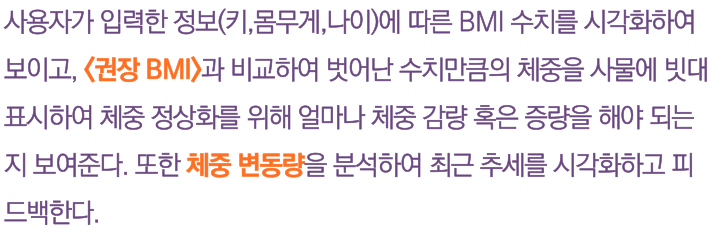 사용자가 입력한 정보(키,몸무게,나이)에 따른 BMI 수치를 시각화하여
보이고, <권장 BMI>과 비교하여 벗어난 수치만큼의 체중을 사물에 빗대
표시하여 체중 정상화를 위해 얼마나 체중 감량 혹은 증량을 해야 되는
지 보여준다. 또한 체중 변동량을 분석하여 최근 추세를 시각화하고 피
드백한다.